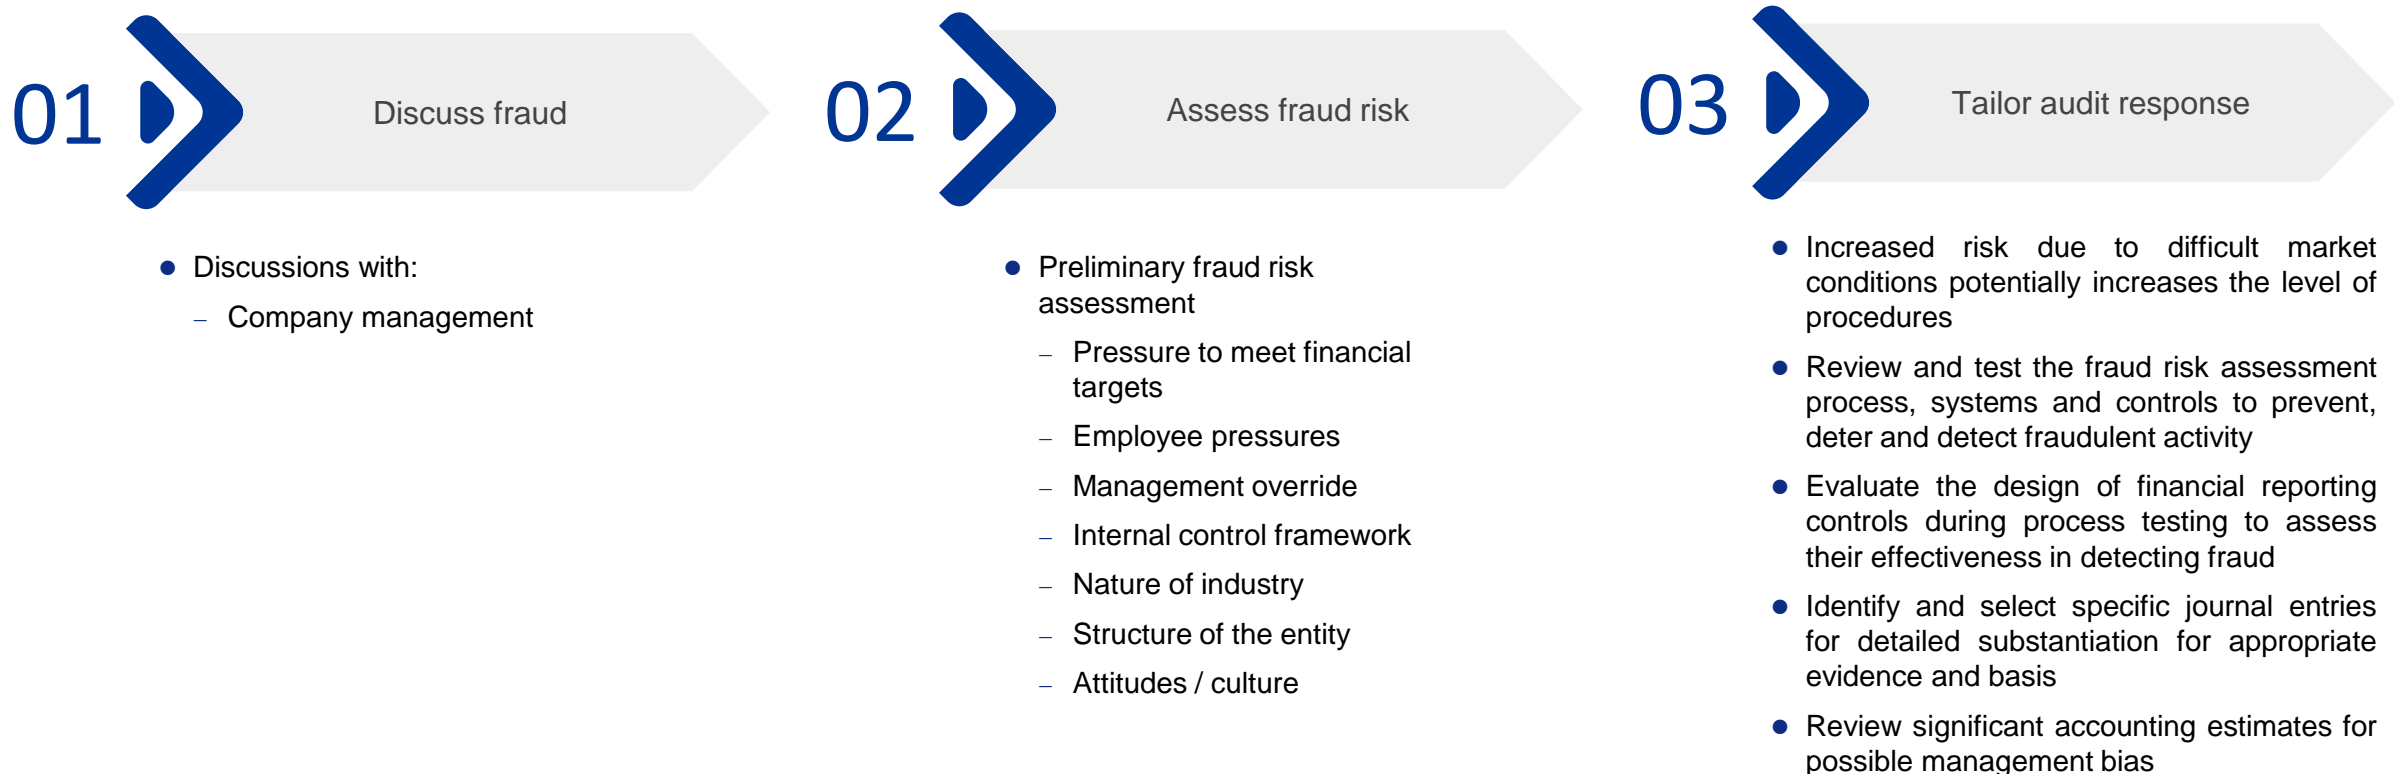 01
Discuss fraud
● Discussions with:
– Company management
02
Assess fraud risk
● Preliminary fraud risk
assessment
– Pressure to meet financial
targets
– Employee pressures
– Management override
– Internal control framework
– Nature of industry
– Structure of the entity
– Attitudes / culture
03
Tailor audit response
● Increased risk due to difficult market
conditions potentially increases the level of
procedures
● Review and test the fraud risk assessment
process, systems and controls to prevent,
deter and detect fraudulent activity
● Evaluate the design of financial reporting
controls during process testing to assess
their effectiveness in detecting fraud
● Identify and select specific journal entries
for detailed substantiation for appropriate
evidence and basis
● Review significant accounting estimates for
possible management bias